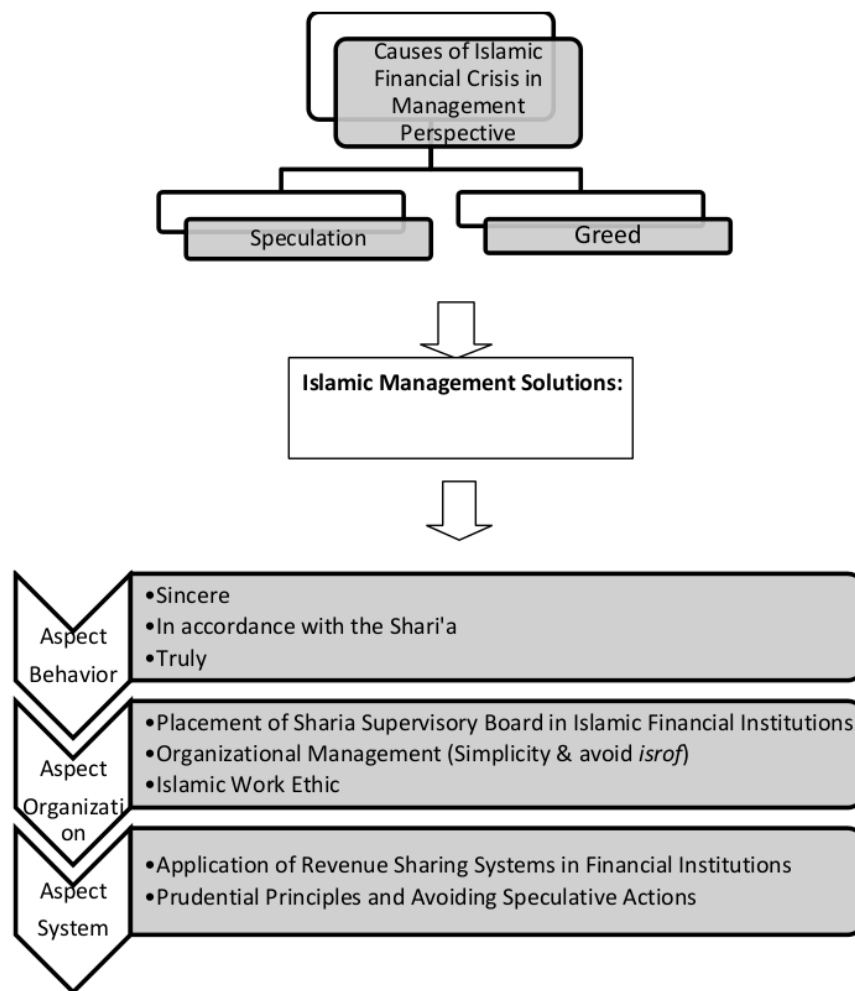 Causes of Islamic
Financial Crisis in
Management
Perspective
Speculation
Greed
Islamic Management Solutions:
Aspect
Behavior
•Sincere
•In accordance with the Shari'a
•Truly
Aspect
Organizati
on
•Placement of Sharia Supervisory Board in Islamic Financial Institutions
•Organizational Management (Simplicity & avoid isrof)
•Islamic Work Ethic
Aspect
System
•Application of Revenue Sharing Systems in Financial Institutions
•Prudential Principles and Avoiding Speculative Actions